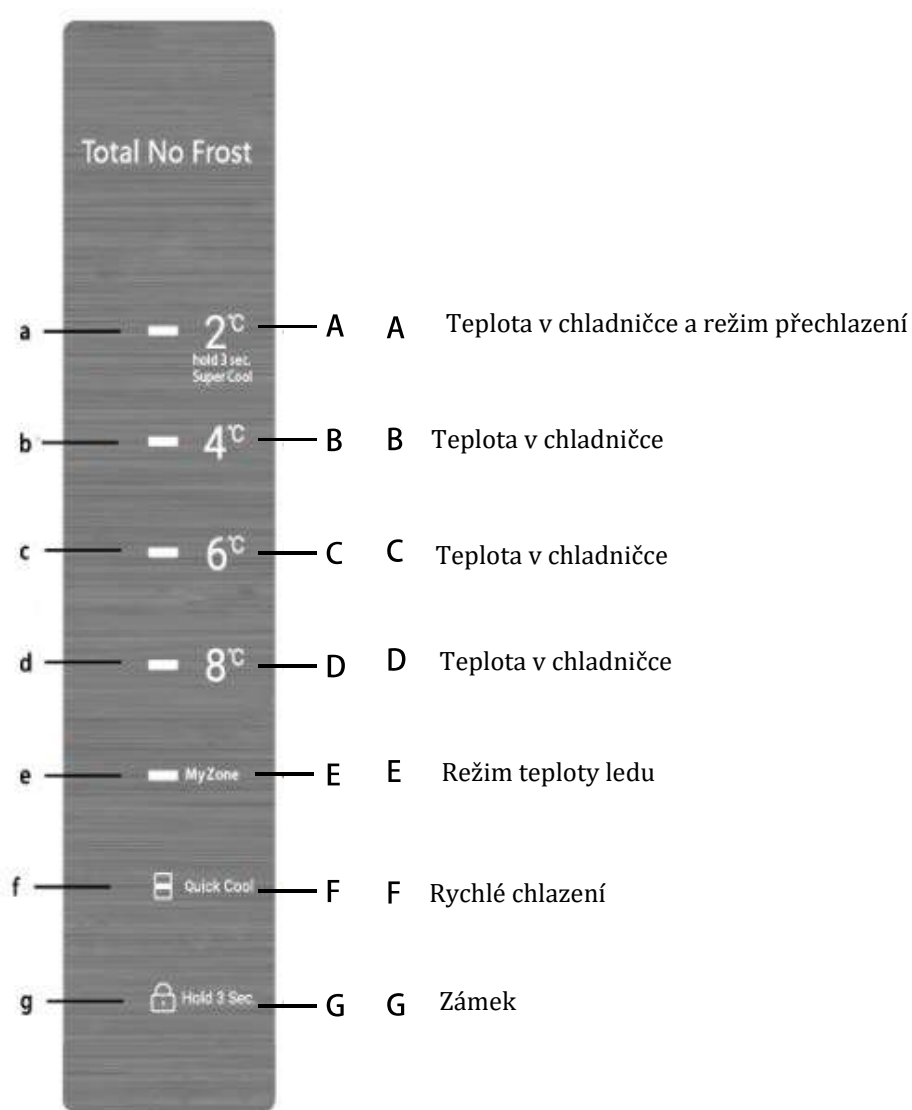 Total No Frost
a 2°C A A Teplota v chladničce a režim přechlazení
hold 3 sec.
Super Cool
b 4°C B B Teplota v chladničce
c 6°C C C Teplota v chladničce
d 8°C D D Teplota v chladničce
e MyZone E E Režim teploty ledu
f Quick Cool F F Rychlé chlazení
g Hold 3 Sec. G G Zámek